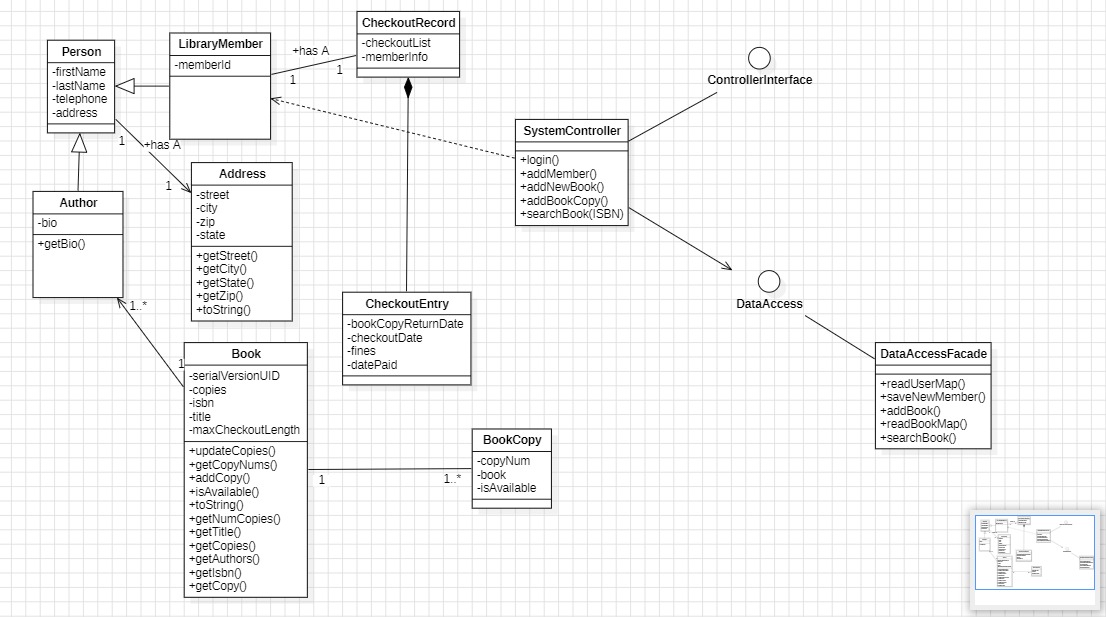 Person
-firstName
-lastName
-telephone
-address
LibraryMember
-memberId
+has A
1
1
CheckoutRecord
-checkoutList
-memberInfo
ControllerInterface
SystemController
+login()
+addMember()
+addNewBook()
+addBookCopy()
+searchBook(ISBN)
1
+has A
1
Address
-street
-city
-zip
-state
+getStreet()
+getCity()
+getState()
+getZip()
+toString()
Author
-bio
+getBio()
1..*
1
DataAccess
CheckoutEntry
-bookCopyReturnDate
-checkoutDate
-fines
-datePaid
DataAccessFacade
+readUserMap()
+saveNewMember()
+addBook()
+readBookMap()
+searchBook()
Book
-serialVersionUID
-copies
-isbn
-title
-maxCheckoutLength
+updateCopies()
+getCopyNums()
+addCopy()
+isAvailable()
+toString()
+getNumCopies()
+getTitle()
+getCopies()
+getAuthors()
+getIsbn()
+getCopy()
1
1..*
BookCopy
-copyNum
-book
-isAvailable